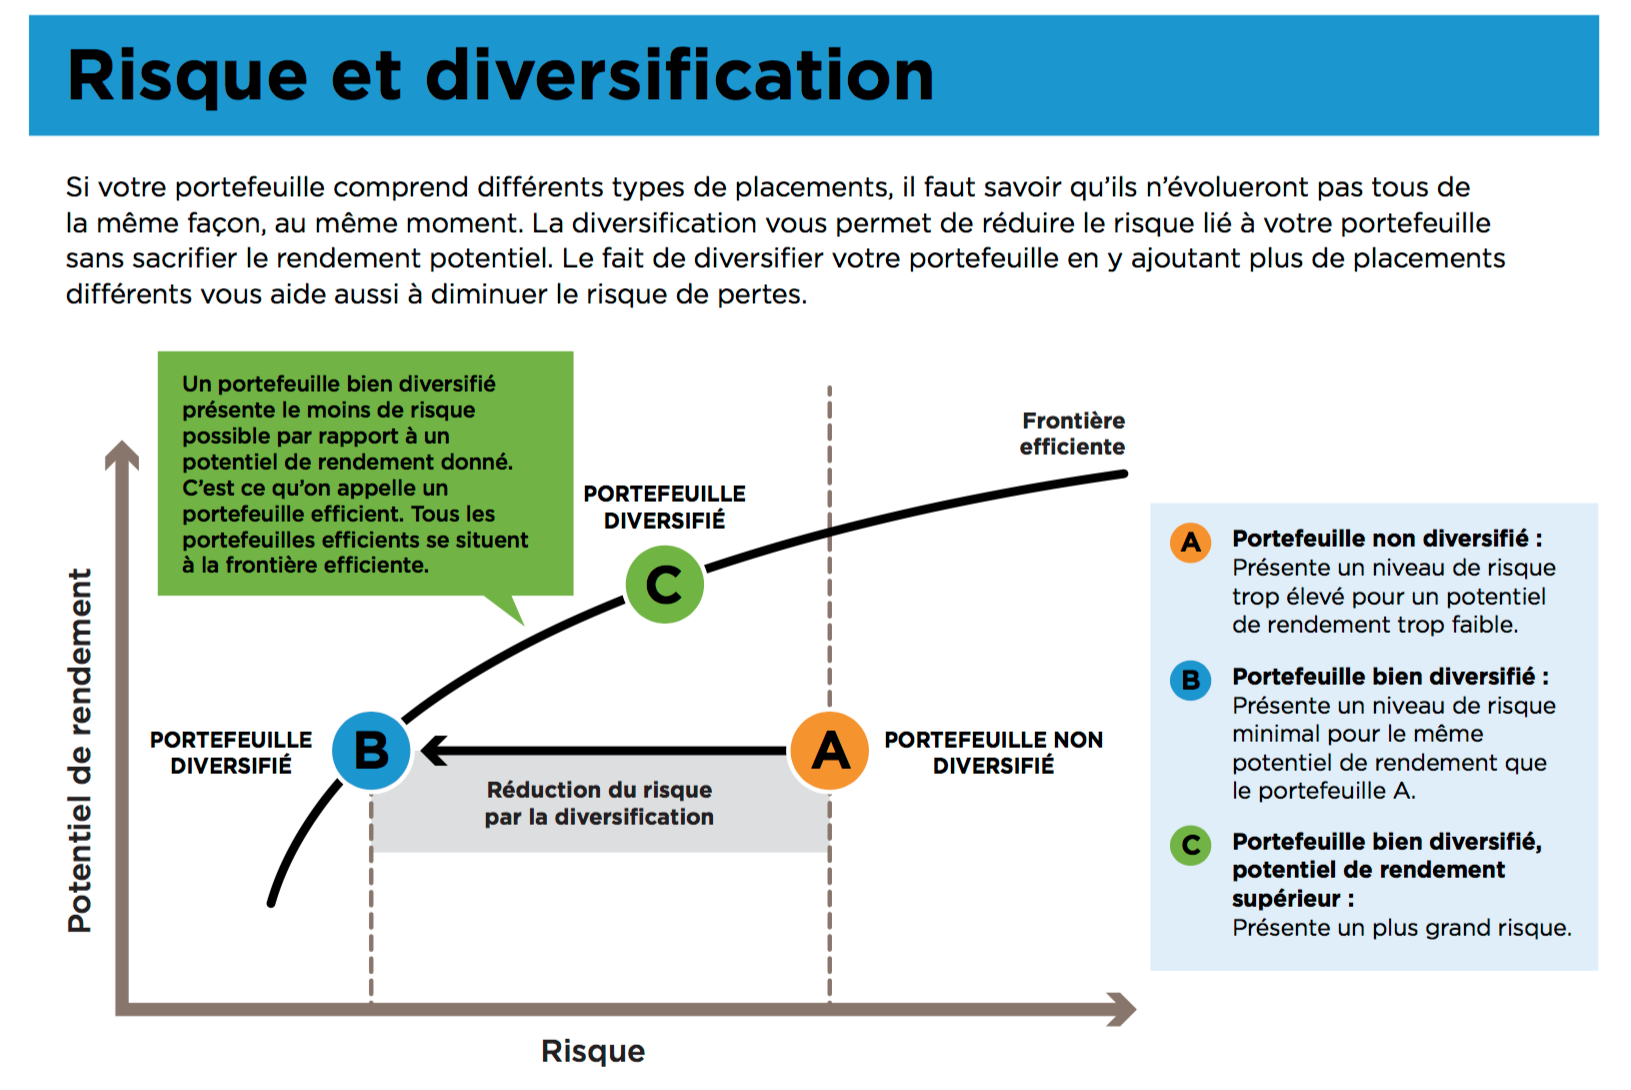 Risque et diversification
Si votre portefeuille comprend différents types de placements, il faut savoir qu’ils n’évolueront pas tous de
la même façon, au même moment. La diversification vous permet de réduire le risque lié à votre portefeuille
sans sacrifier le rendement potentiel. Le fait de diversifier votre portefeuille en y ajoutant plus de placements
différents vous aide aussi à diminuer le risque de pertes.
Un portefeuille bien diversifié
présente le moins de risque
possible par rapport à un
potentiel de rendement donné.
C’est ce qu’on appelle un
portefeuille efficient. Tous les
portefeuilles efficients se situent
à la frontière efficiente.
Frontière
efficiente
PORTEFEUILLE
DIVERSIFIÉ
C
PORTEFEUILLE
DIVERSIFIÉ
B
A
PORTEFEUILLE NON
DIVERSIFIÉ
Réduction du risque
par la diversification
Potentiel de rendement
Risque
A
Portefeuille non diversifié :
Présente un niveau de risque
trop élevé pour un potentiel
de rendement trop faible.
B
Portefeuille bien diversifié :
Présente un niveau de risque
minimal pour le même
potentiel de rendement que
le portefeuille A.
C
Portefeuille bien diversifié,
potentiel de rendement
supérieur :
Présente un plus grand risque.